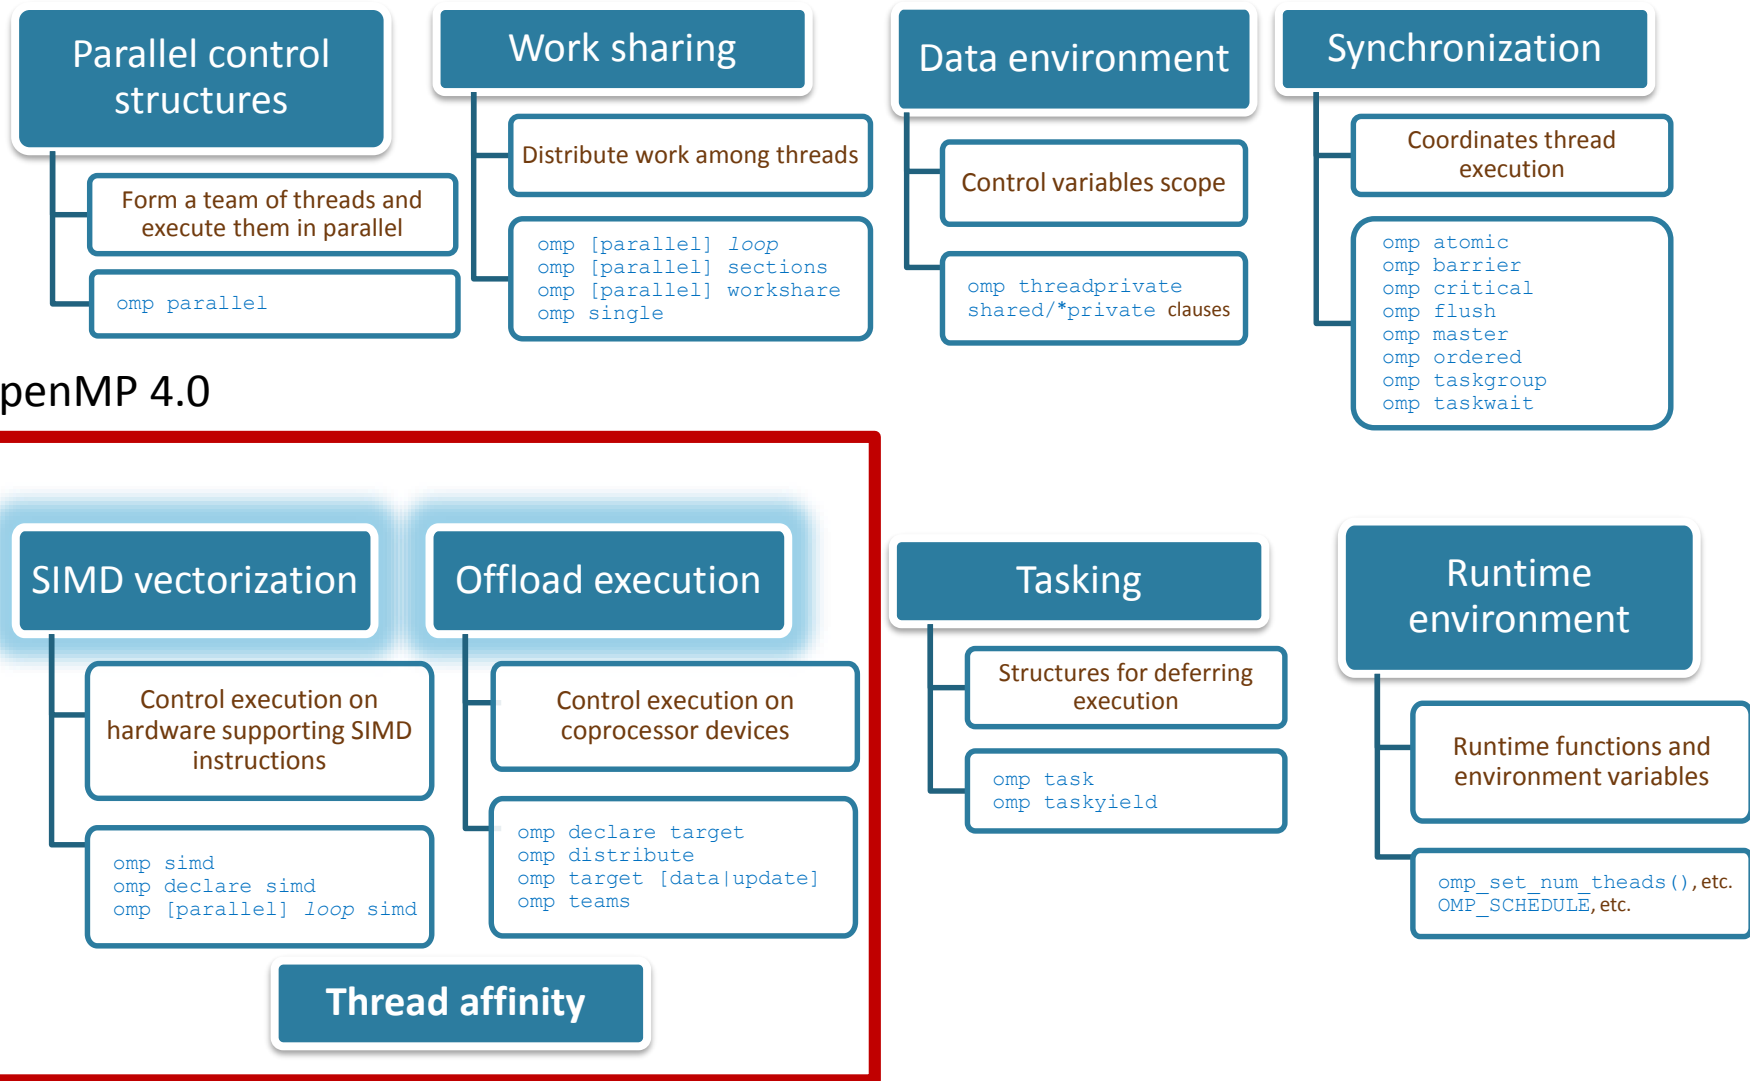 Parallel control
structures
Form a team of threads and
execute them in parallel
omp parallel
Work sharing
Distribute work among threads
omp [parallel] loop
omp [parallel] sections
omp [parallel] workshare
omp single
Data environment
Control variables scope
omp threadprivate
shared/*private clauses
Synchronization
Coordinates thread
execution
omp atomic
omp barrier
omp critical
omp flush
omp master
omp ordered
omp taskgroup
omp taskwait
penMP 4.0
SIMD vectorization
Control execution on
hardware supporting SIMD
instructions
omp simd
omp declare simd
omp [parallel] loop simd
Offload execution
Control execution on
coprocessor devices
omp declare target
omp distribute
omp target [data|update]
omp teams
Thread affinity
Tasking
Structures for deferring
execution
omp task
omp taskyield
Runtime
environment
Runtime functions and
environment variables
omp_set_num_theads(), etc.
OMP_SCHEDULE, etc.